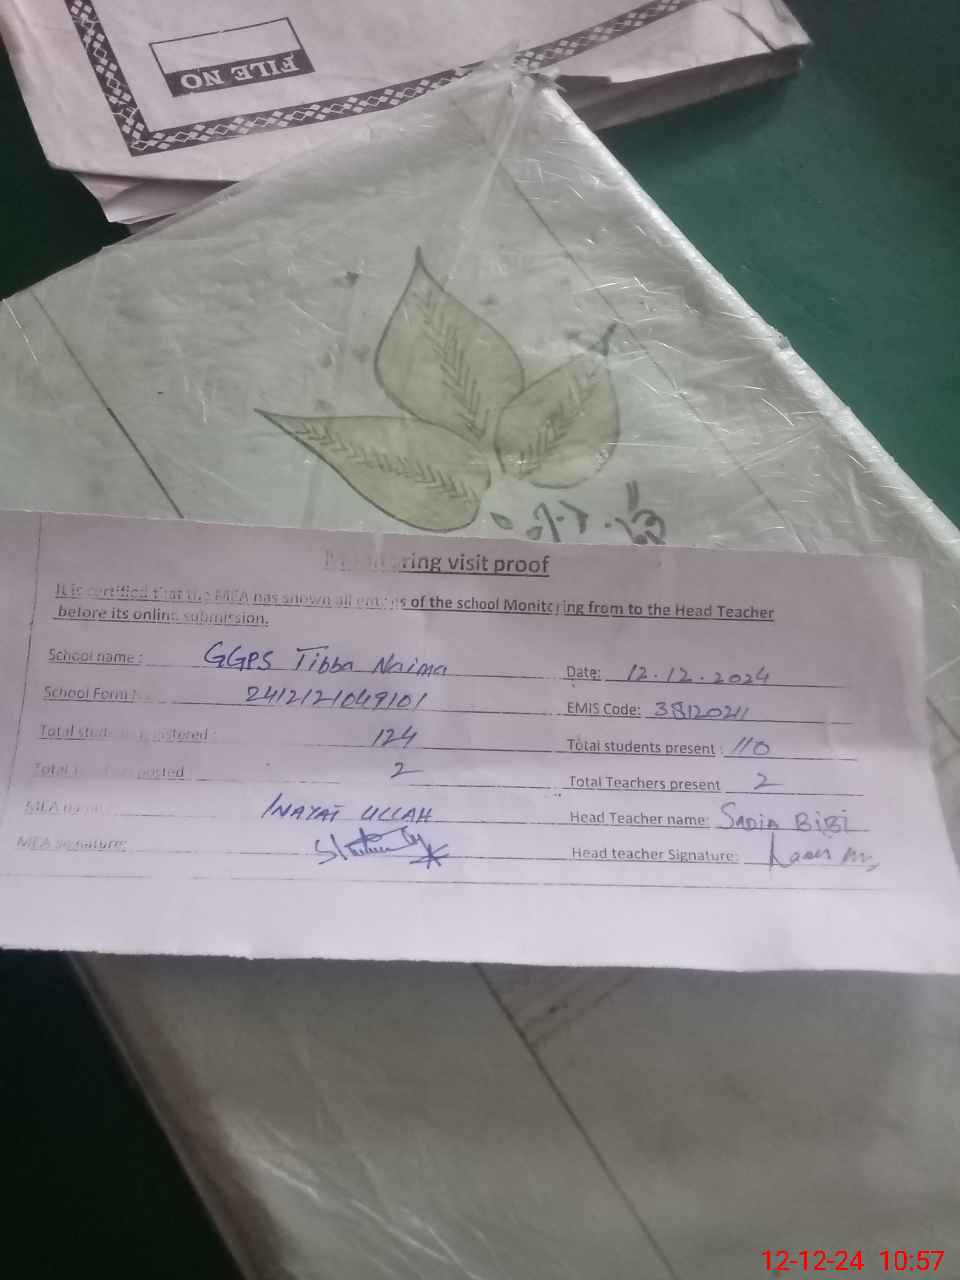 FILE NO
Monitoring visit proof
It is certified that the MEA has shown all entries of the school Monitoring from to the Head Teacher
before its online submission.
School name: GGPS Tibba Naima Date: 12.12.2024
School Form No 2412121049101 EMIS Code:
Total students registered: 124 Total students present: 110
Total Teachers posted 2 Total Teachers present 2
MEA name: INAYAT ULLAH Head Teacher name: SADIA BiBi
MEA signature: Head teacher Signature:
12-12-24 10:57